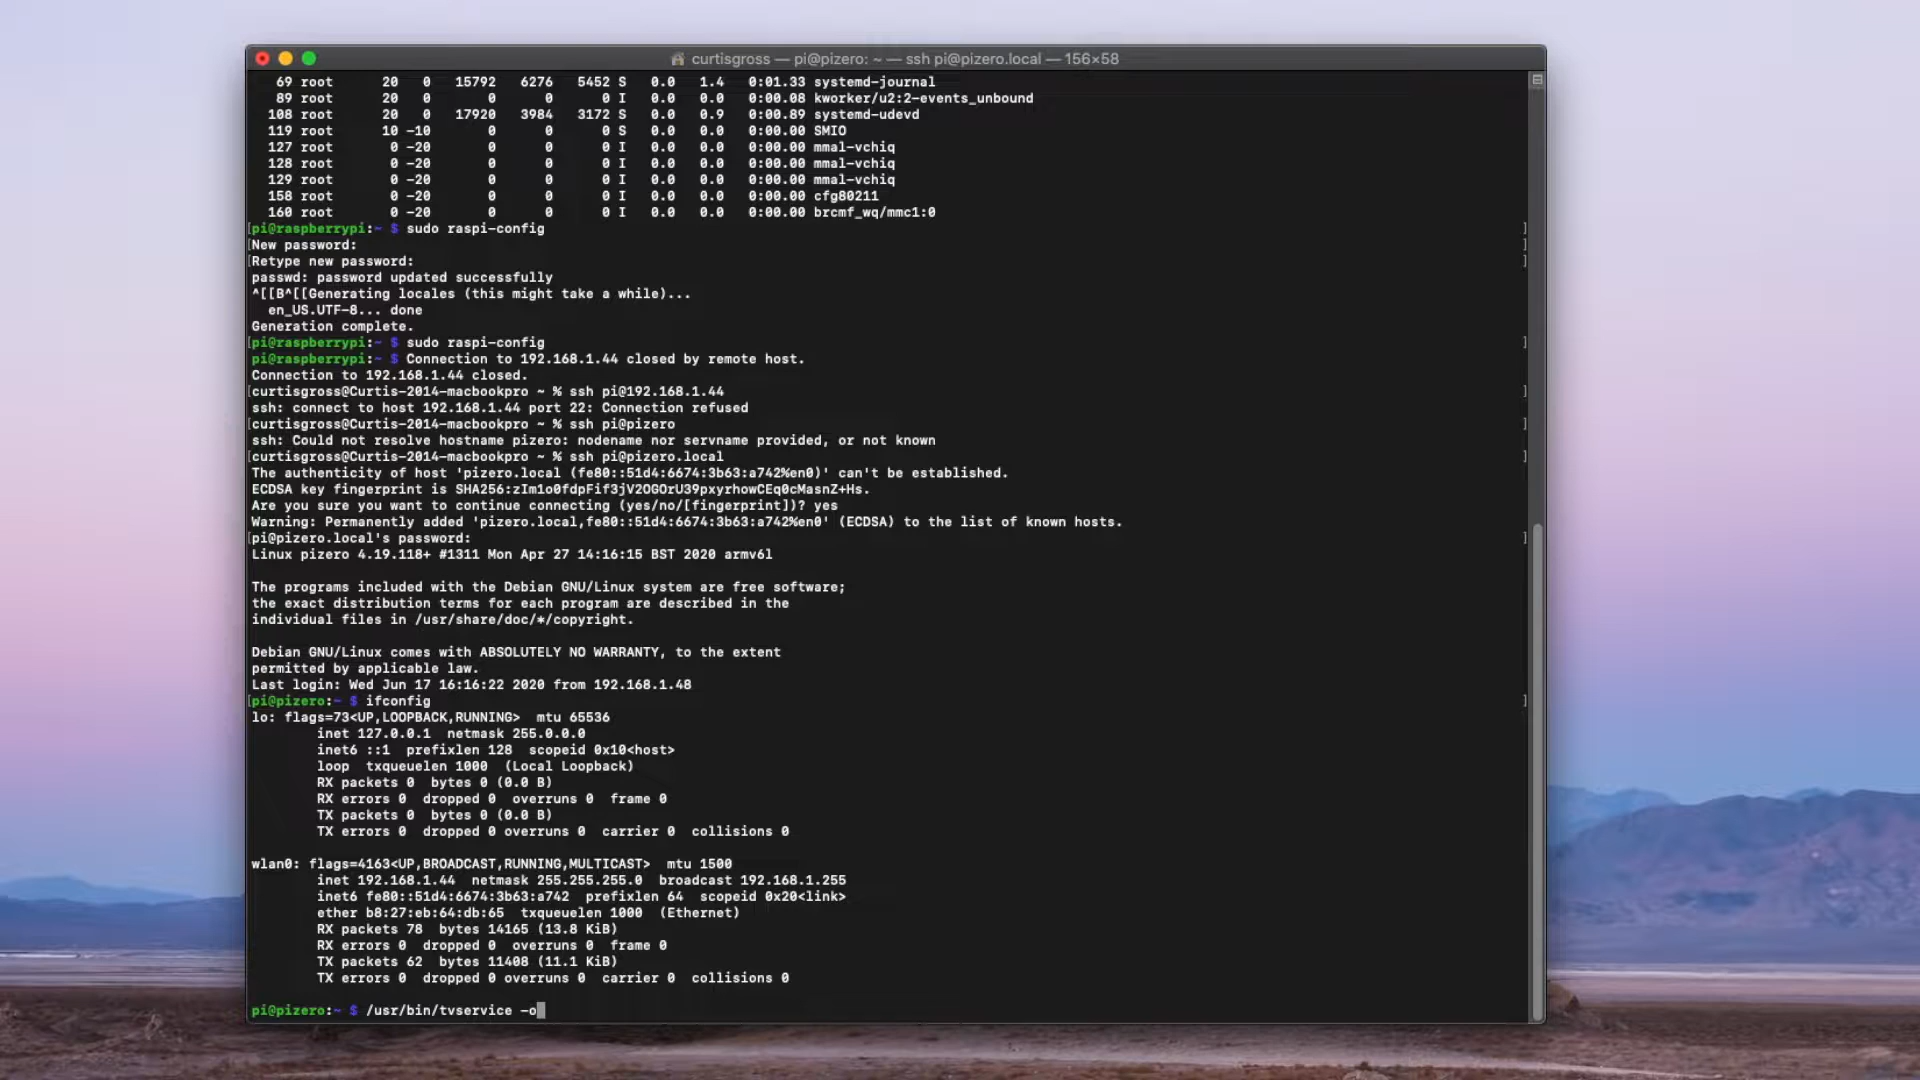 curtisgross — pi@pizero: ~ — ssh pi@pizero.local — 156×58
69 root 20 0 15792 6276 5452 S 0.0 1.4 0:01.33 systemd-journal
89 root 20 0 0 0 0 I 0.0 0.0 0:00.08 kworker/u2:2-events_unbound
108 root 20 0 17920 3984 3172 S 0.0 0.9 0:00.89 systemd-udevd
119 root 10 -10 0 0 0 S 0.0 0.0 0:00.00 SMIO
127 root 0 -20 0 0 0 I 0.0 0.0 0:00.00 mmal-vchiq
128 root 0 -20 0 0 0 I 0.0 0.0 0:00.00 mmal-vchiq
129 root 0 -20 0 0 0 I 0.0 0.0 0:00.00 mmal-vchiq
158 root 0 -20 0 0 0 I 0.0 0.0 0:00.00 cfg80211
160 root 0 -20 0 0 0 I 0.0 0.0 0:00.00 brcmf_wq/mmc1:0
[pi@raspberrypi:~ $ sudo raspi-config ]
[New password: ]
[Retype new password: ]
passwd: password updated successfully
^[[B^[[Generating locales (this might take a while)...
en_US.UTF-8... done
Generation complete.
[pi@raspberrypi:~ $ sudo raspi-config ]
pi@raspberrypi:~ $ Connection to 192.168.1.44 closed by remote host.
Connection to 192.168.1.44 closed.
[curtisgross@Curtis-2014-macbookpro ~ % ssh pi@192.168.1.44 ]
ssh: connect to host 192.168.1.44 port 22: Connection refused
[curtisgross@Curtis-2014-macbookpro ~ % ssh pi@pizero ]
ssh: Could not resolve hostname pizero: nodename nor servname provided, or not known
[curtisgross@Curtis-2014-macbookpro ~ % ssh pi@pizero.local ]
The authenticity of host 'pizero.local (fe80::51d4:6674:3b63:a742%en0)' can't be established.
ECDSA key fingerprint is SHA256:zIm1o0fdpFif3jV2OGOrU39pxyrhowCEq0cMasnZ+Hs.
Are you sure you want to continue connecting (yes/no/[fingerprint])? yes
Warning: Permanently added 'pizero.local,fe80::51d4:6674:3b63:a742%en0' (ECDSA) to the list of known hosts.
[pi@pizero.local's password: ]
Linux pizero 4.19.118+ #1311 Mon Apr 27 14:16:15 BST 2020 armv6l
The programs included with the Debian GNU/Linux system are free software;
the exact distribution terms for each program are described in the
individual files in /usr/share/doc/*/copyright.
Debian GNU/Linux comes with ABSOLUTELY NO WARRANTY, to the extent
permitted by applicable law.
Last login: Wed Jun 17 16:16:22 2020 from 192.168.1.48
[pi@pizero:~ $ ifconfig ]
lo: flags=73<UP,LOOPBACK,RUNNING> mtu 65536
inet 127.0.0.1 netmask 255.0.0.0
inet6 ::1 prefixlen 128 scopeid 0x10<host>
loop txqueuelen 1000 (Local Loopback)
RX packets 0 bytes 0 (0.0 B)
RX errors 0 dropped 0 overruns 0 frame 0
TX packets 0 bytes 0 (0.0 B)
TX errors 0 dropped 0 overruns 0 carrier 0 collisions 0
wlan0: flags=4163<UP,BROADCAST,RUNNING,MULTICAST> mtu 1500
inet 192.168.1.44 netmask 255.255.255.0 broadcast 192.168.1.255
inet6 fe80::51d4:6674:3b63:a742 prefixlen 64 scopeid 0x20<link>
ether b8:27:eb:64:db:65 txqueuelen 1000 (Ethernet)
RX packets 78 bytes 14165 (13.8 KiB)
RX errors 0 dropped 0 overruns 0 frame 0
TX packets 62 bytes 11408 (11.1 KiB)
TX errors 0 dropped 0 overruns 0 carrier 0 collisions 0
pi@pizero:~ $ /usr/bin/tvservice -o